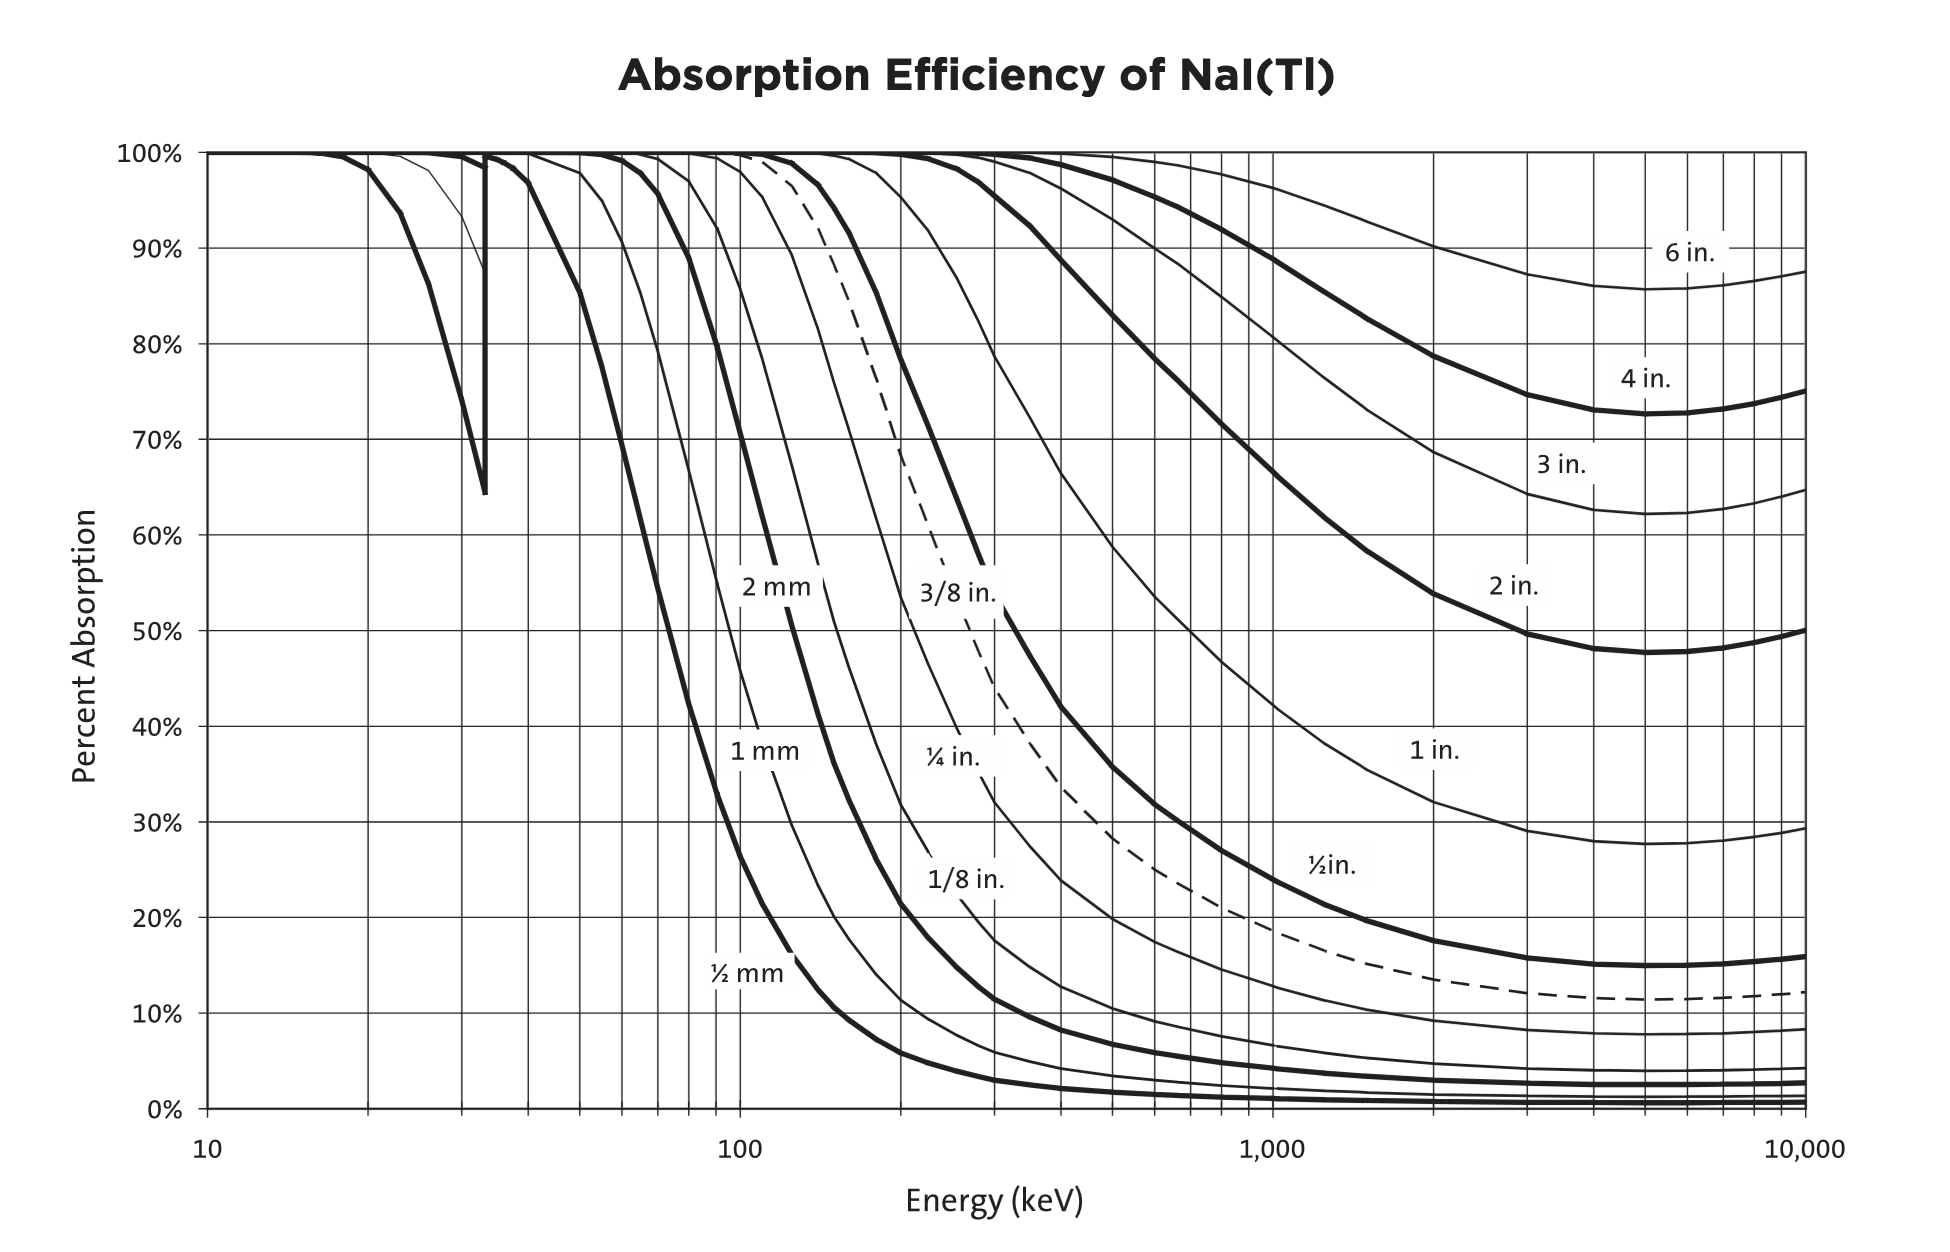 Absorption Efficiency of NaI(Tl)
100%
90%
80%
70%
60%
50%
40%
30%
20%
10%
0%
Percent Absorption
6 in.
4 in.
3 in.
2 in.
2 mm
3/8 in.
1 mm
¼ in.
1 in.
½in.
1/8 in.
½ mm
10
100
1,000
10,000
Energy (keV)